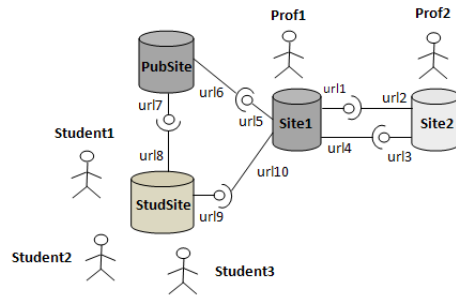 Prof1
Prof2
PubSite
url7
url6
url5
url1
url2
Site1
Site2
url4
url3
Student1
url8
url10
StudSite
url9
Student2
Student3